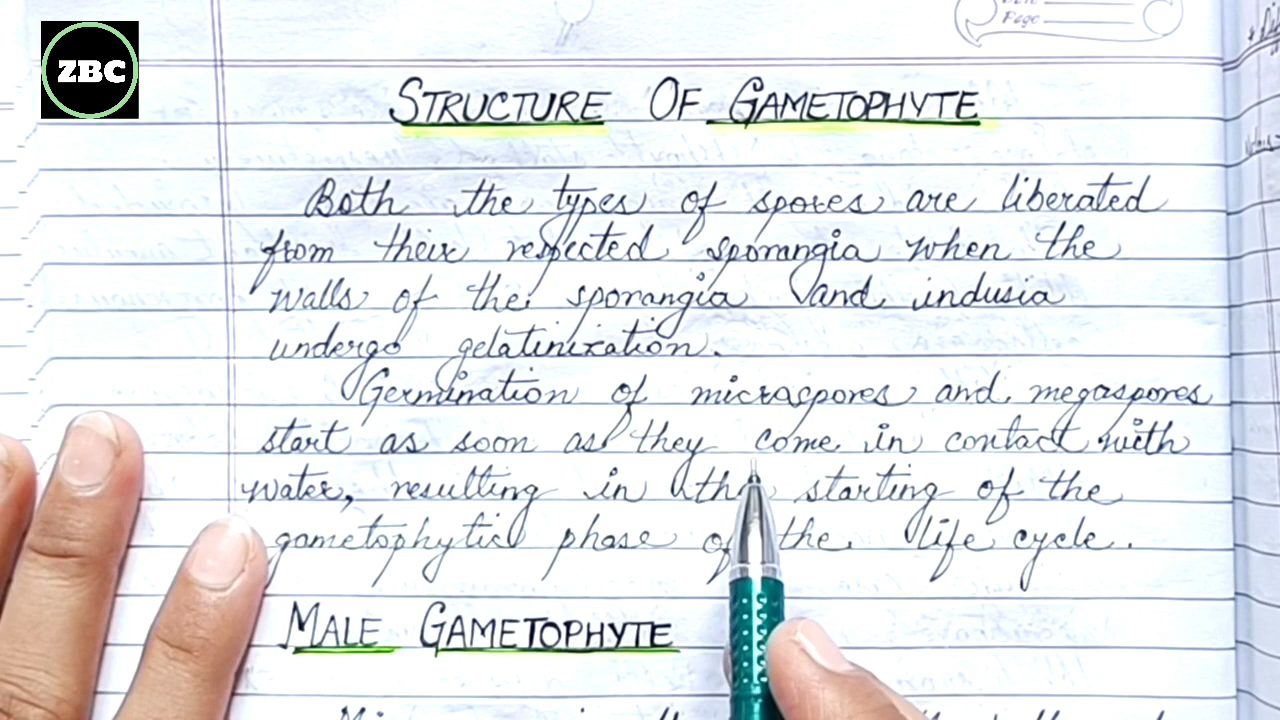 Page
ZBC
STRUCTURE OF GAMETOPHYTE
Both the types of spores are liberated
from their respected sporangia when the
walls of the sporangia and indusia
undergo gelatinization.
Germination of microspores and megaspores
start as soon as they come in contact with
water, resulting in the starting of the
gametophytic phase of the life cycle.
MALE GAMETOPHYTE